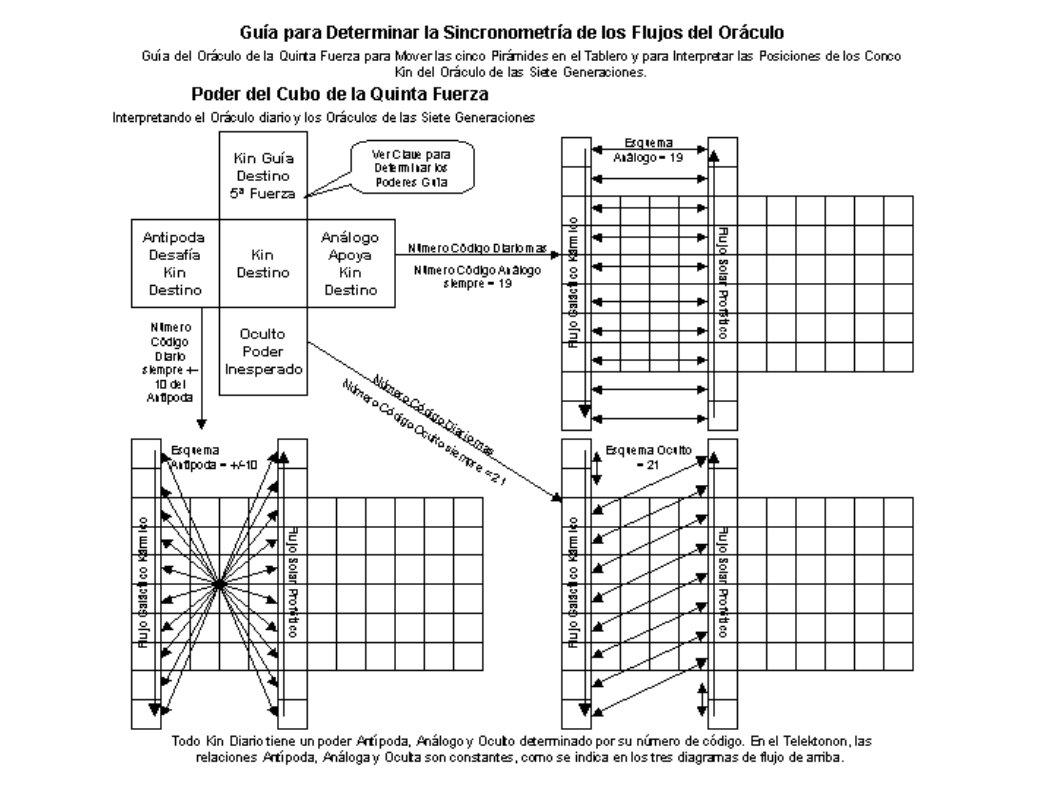 Guía para Determinar la Sincronometría de los Flujos del Oráculo
Guía del Oráculo de la Quinta Fuerza para Mover las cinco Pirámides en el Tablero y para Interpretar las Posiciones de los Conco
Kin del Oráculo de las Siete Generaciones.
Poder del Cubo de la Quinta Fuerza
Interpretando el Oráculo diario y los Oráculos de las Siete Generaciones
Kin Guía
Destino
5ª Fuerza
Ver Clave para
Determinar los
Poderes Guía
Antipoda
Desafía
Kin
Destino
Kin
Destino
Análogo
Apoya
Kin
Destino
Oculto
Poder
Inesperado
Número Código Diario mas
Número Código Análogo
siempre = 19
Número
Código
Diario
siempre +-
10 del
Antípoda
Número Código Diario mas
Número Código Oculto siempre = 21
Esquema
Análogo = 19
Flujo Galáctico Kármico
Flujo Solar Profético
Esquema
Antípoda = +/-10
Flujo Galáctico Kármico
Flujo Solar Profético
Esquema Oculto
= 21
Flujo Galáctico Kármico
Flujo Solar Profético
Todo Kin Diario tiene un poder Antípoda, Análogo y Oculto determinado por su número de código. En el Telektonon, las
relaciones Antípoda, Análoga y Oculta son constantes, como se indica en los tres diagramas de flujo de arriba.